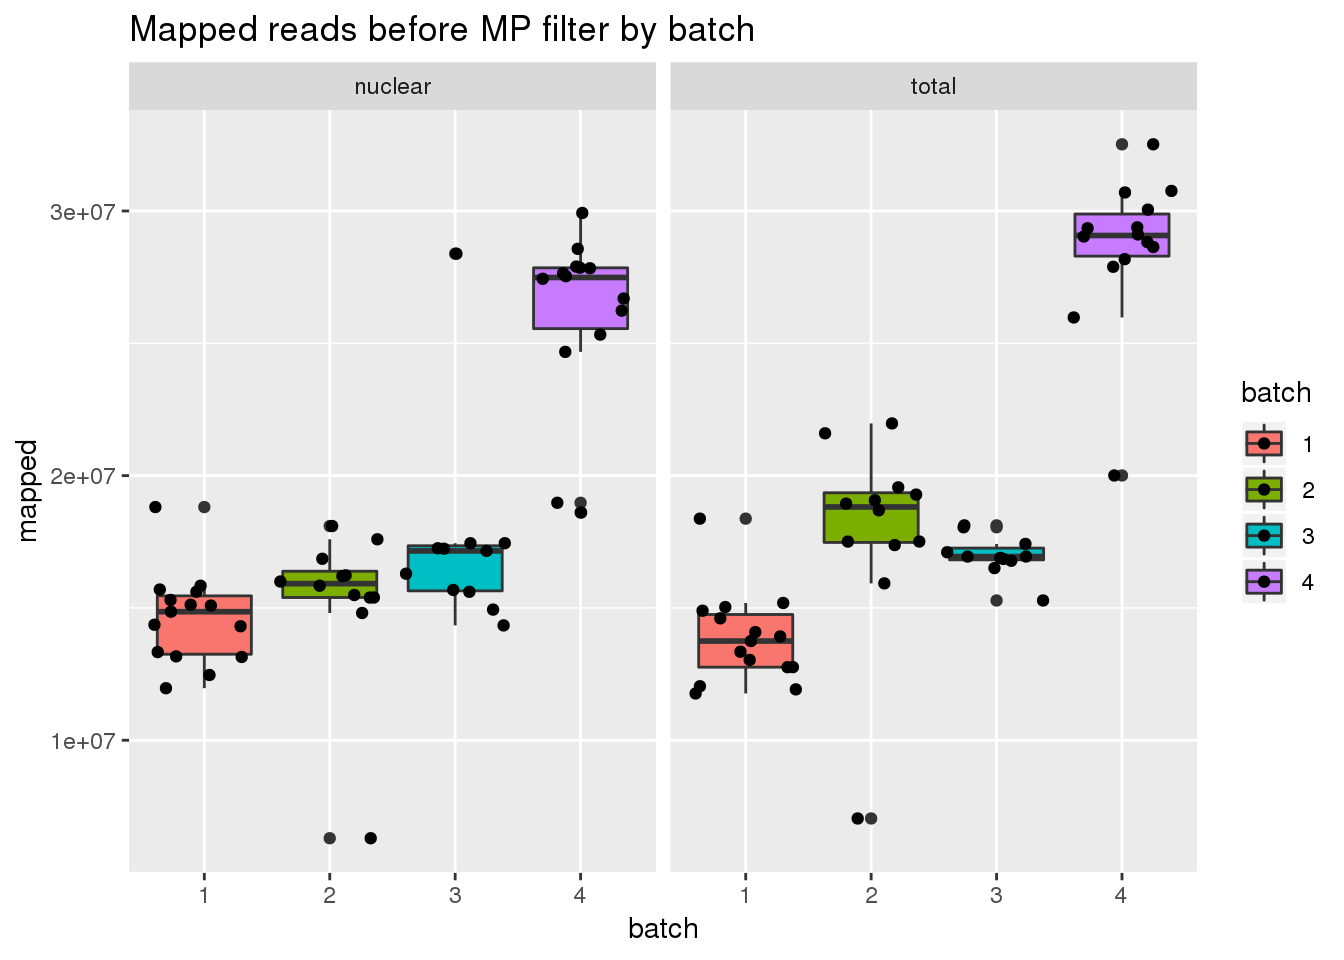 Mapped reads before MP filter by batch
nuclear
total
3e+07
2e+07
1e+07
mapped
1 2 3 4
1 2 3 4
batch
batch
1
2
3
4